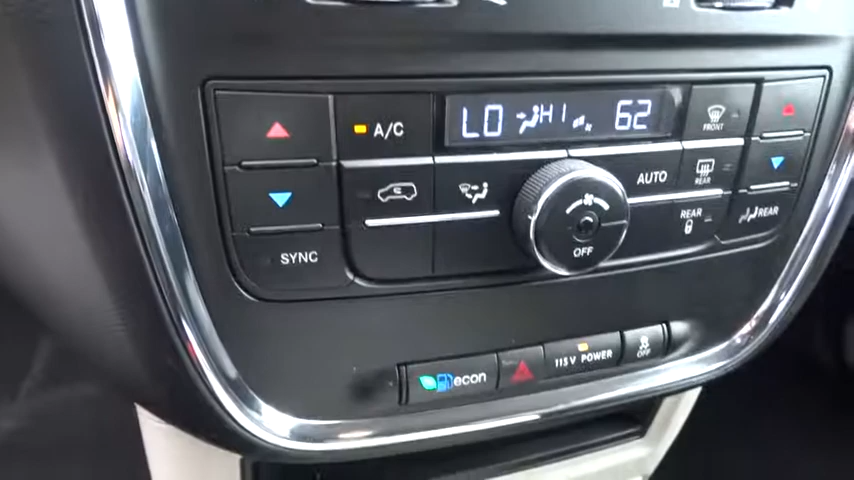 LO HI 62
A/C
FRONT
AUTO
REAR
REAR
REAR
SYNC
OFF
econ
115V POWER
OFF